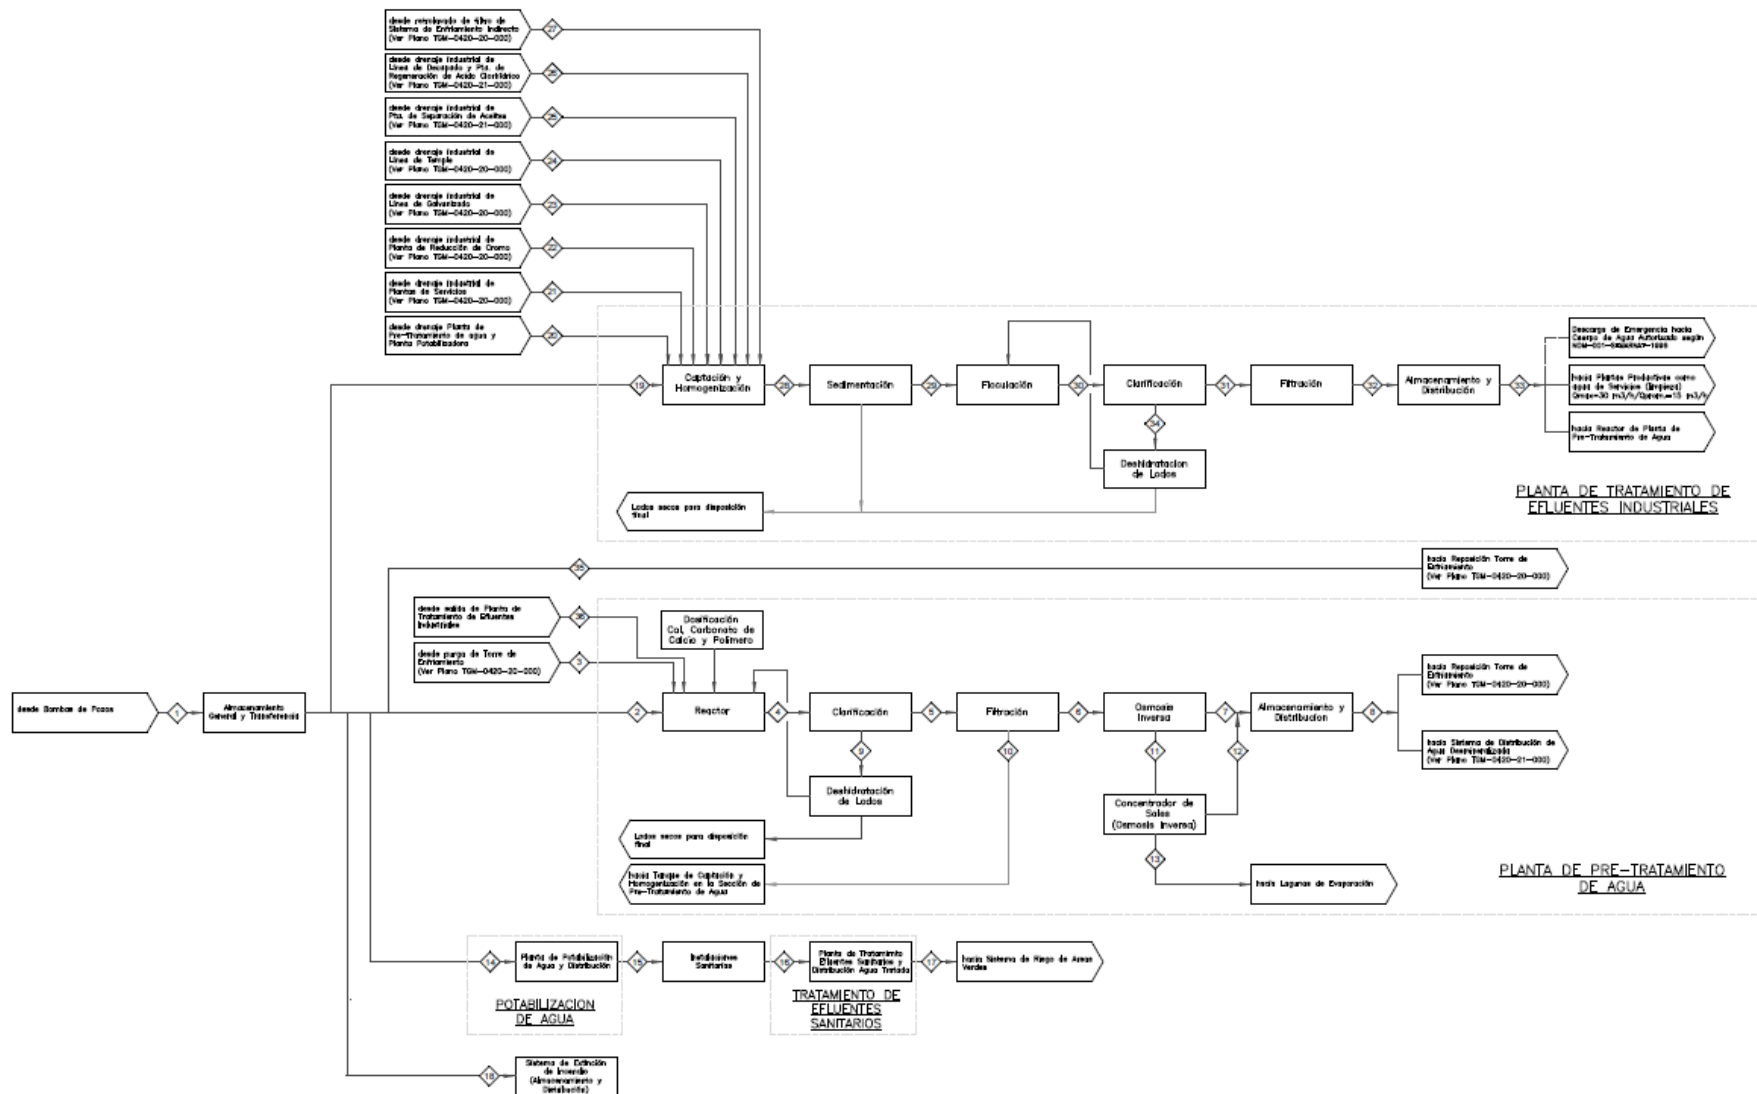 desde retrolavado de filtro de
Sistema de Enfriamiento Indirecto
(Ver Plano TGM-0420-20-000)
27
desde drenaje industrial de
Linea de Decapado y Pta. de
Regeneración de Acido Clorhídrico
(Ver Plano TGM-0420-21-000)
26
desde drenaje industrial de
Pta. de Separación de Aceites
(Ver Plano TGM-0420-21-000)
25
desde drenaje industrial de
Linea de Temple
(Ver Plano TGM-0420-20-000)
24
desde drenaje industrial de
Linea de Galvanizado
(Ver Plano TGM-0420-20-000)
23
desde drenaje industrial de
Planta de Reducción de Cromo
(Ver Plano TGM-0420-20-000)
22
desde drenaje industrial de
Plantas de Servicios
(Ver Plano TGM-0420-20-000)
21
desde drenaje Planta de
Pre-Tratamiento de agua y
Planta Potabilizadora
20
19
Captación y
Homogenización
28
Sedimentación
29
Floculación
30
Clarificación
31
Filtración
32
Almacenamiento y
Distribución
33
Descarga de Emergencia hacia
Cuerpo de Agua Autorizado según
NOM-001-SEMARNAT-1996
hacia Plantas Productivas como
agua de Servicios (limpieza)
Qmax=30 m3/h/Qprom.=15 m3/h
hacia Reactor de Planta de
Pre-Tratamiento de Agua
34
Deshidratacion
de Lodos
Lodos secos para disposición
final
PLANTA DE TRATAMIENTO DE
EFLUENTES INDUSTRIALES
35
hacia Reposición Torre de
Enfriamiento
(Ver Plano TGM-0420-20-000)
desde salida de Planta de
Tratamiento de Efluentes
Industriales
36
desde purga de Torre de
Enfriamiento
(Ver Plano TGM-0420-20-000)
3
Dosificación
Cal, Carbonato de
Calcio y Polimero
desde Bombas de Pozos
1
Almacenamiento
General y Transferencia
2
Reactor
4
Clarificación
5
Filtración
6
Osmosis
Inversa
7
Almacenamiento y
Distribucion
8
hacia Reposición Torre de
Enfriamiento
(Ver Plano TGM-0420-20-000)
hacia Sistema de Distribución de
Agua Desmineralizada
(Ver Plano TGM-0420-21-000)
9
10
11
12
Deshidratación
de Lodos
Concentrador de
Sales
(Osmosis Inversa)
Lodos secos para disposición
final
13
hacia Tanque de Captación y
Homogenización en la Sección de
Pre-Tratamiento de Agua
hacia Lagunas de Evaporación
PLANTA DE PRE-TRATAMIENTO
DE AGUA
14
Planta de Potabilización
de Agua y Distribución
15
Instalaciones
Sanitarias
16
Planta de Tratamiento
Efluentes Sanitarios y
Distribución Agua Tratada
17
hacia Sistema de Riego de Areas
Verdes
POTABILIZACION
DE AGUA
TRATAMIENTO DE
EFLUENTES
SANITARIOS
18
Sistema de Extinción
de Incendio
(Almacenamiento y
Distribución)